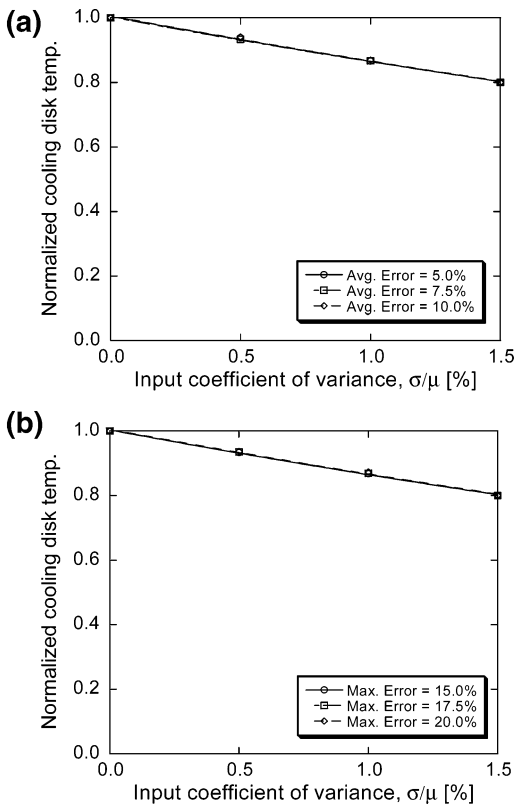 (a)
Normalized cooling disk temp.
1.0
0.8
0.6
0.4
0.2
0.0
Avg. Error = 5.0%
Avg. Error = 7.5%
Avg. Error = 10.0%
0.0 0.5 1.0 1.5
Input coefficient of variance, σ/μ [%]
(b)
Normalized cooling disk temp.
1.0
0.8
0.6
0.4
0.2
0.0
Max. Error = 15.0%
Max. Error = 17.5%
Max. Error = 20.0%
0.0 0.5 1.0 1.5
Input coefficient of variance, σ/μ [%]